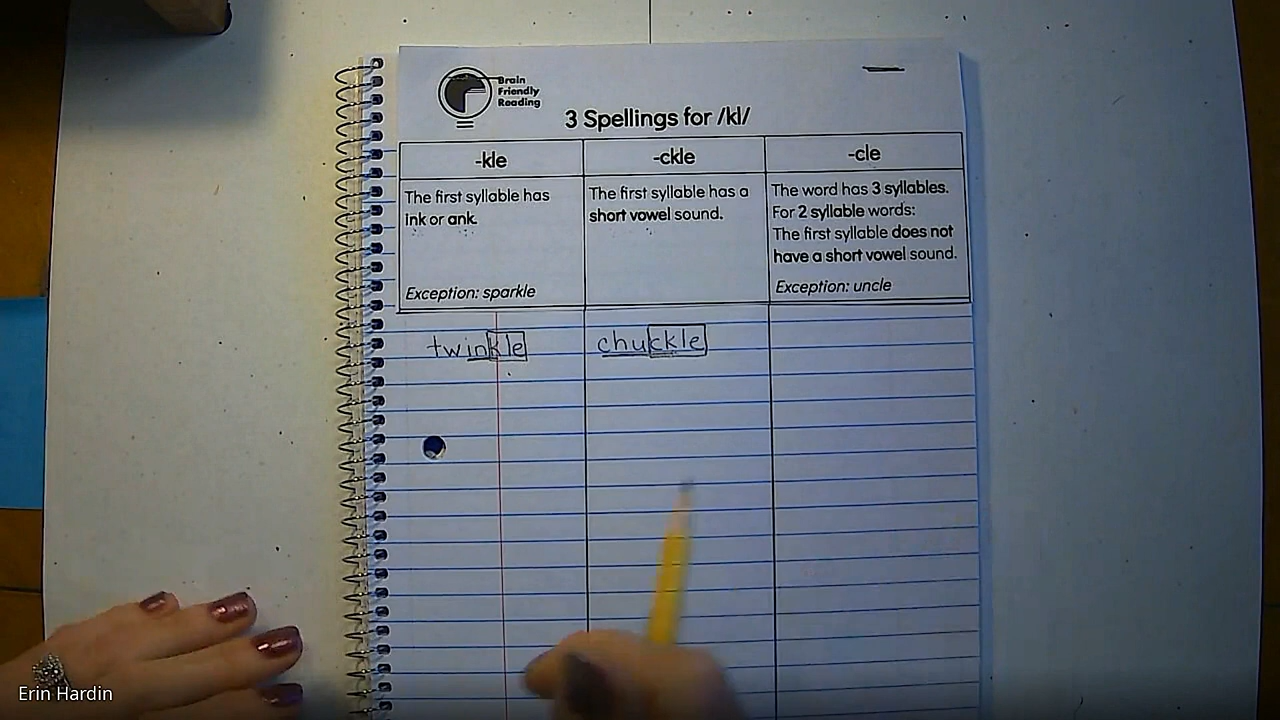 Brain
Friendly
Reading
3 Spellings for /kl/
-kle
-ckle
-cle
The first syllable has
ink or ank.
Exception: sparkle
The first syllable has a
short vowel sound.
The word has 3 syllables.
For 2 syllable words:
The first syllable does not
have a short vowel sound.
Exception: uncle
twinkle
chuckle
Erin Hardin